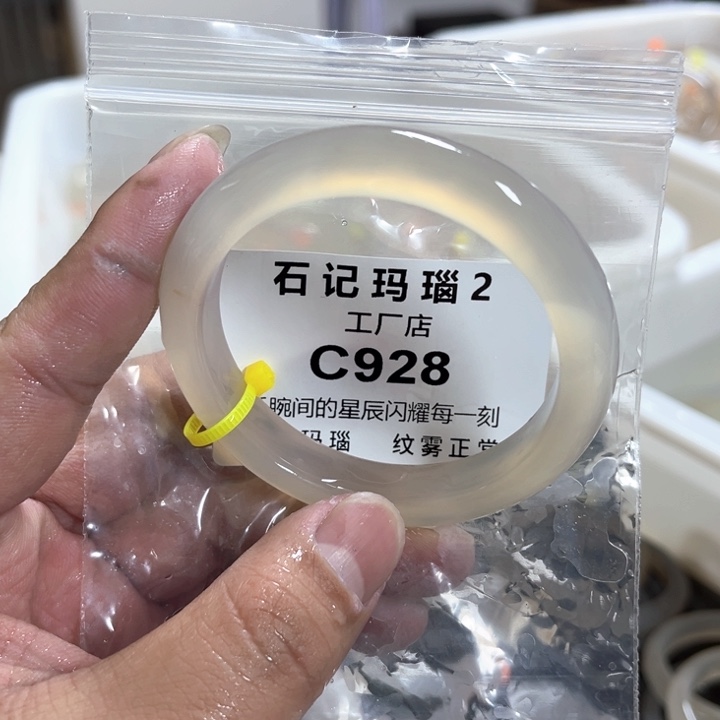 石记玛瑙2
工厂店
C928
腕间的星辰闪耀每一刻
玛瑙 纹雾正常